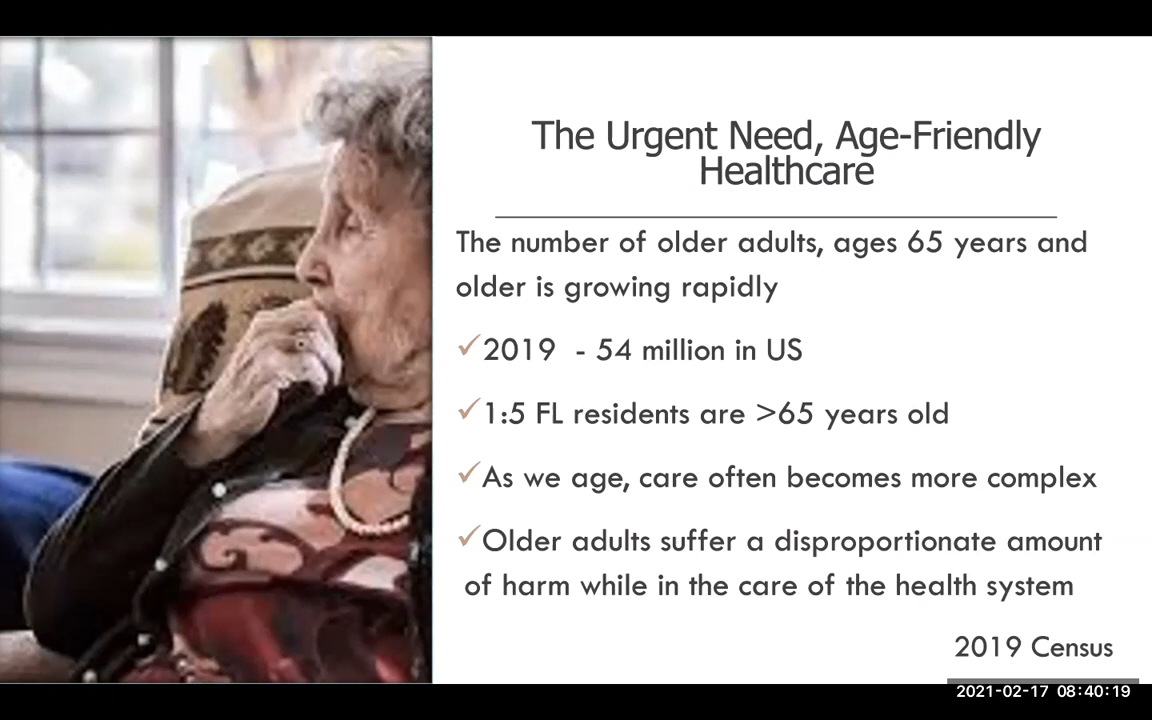 The Urgent Need, Age-Friendly
Healthcare
The number of older adults, ages 65 years and
older is growing rapidly
✓2019 - 54 million in US
✓1:5 FL residents are >65 years old
✓As we age, care often becomes more complex
✓Older adults suffer a disproportionate amount
of harm while in the care of the health system
2019 Census
2021-02-17 08:40:19